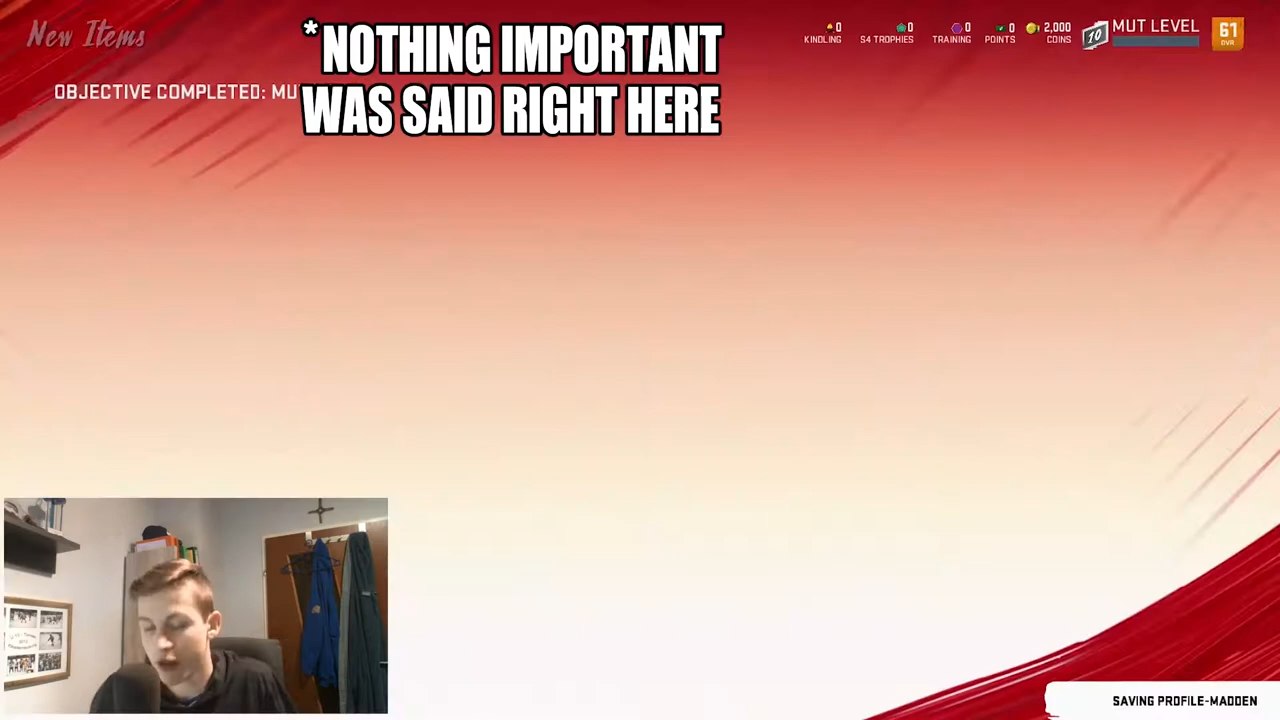 New Items
*NOTHING IMPORTANT
WAS SAID RIGHT HERE
OBJECTIVE COMPLETED: MU
0 KINDLING
0 S4 TROPHIES
0 TRAINING
0 POINTS
2,000 COINS
10
MUT LEVEL
61 OVR
SAVING PROFILE-MADDEN